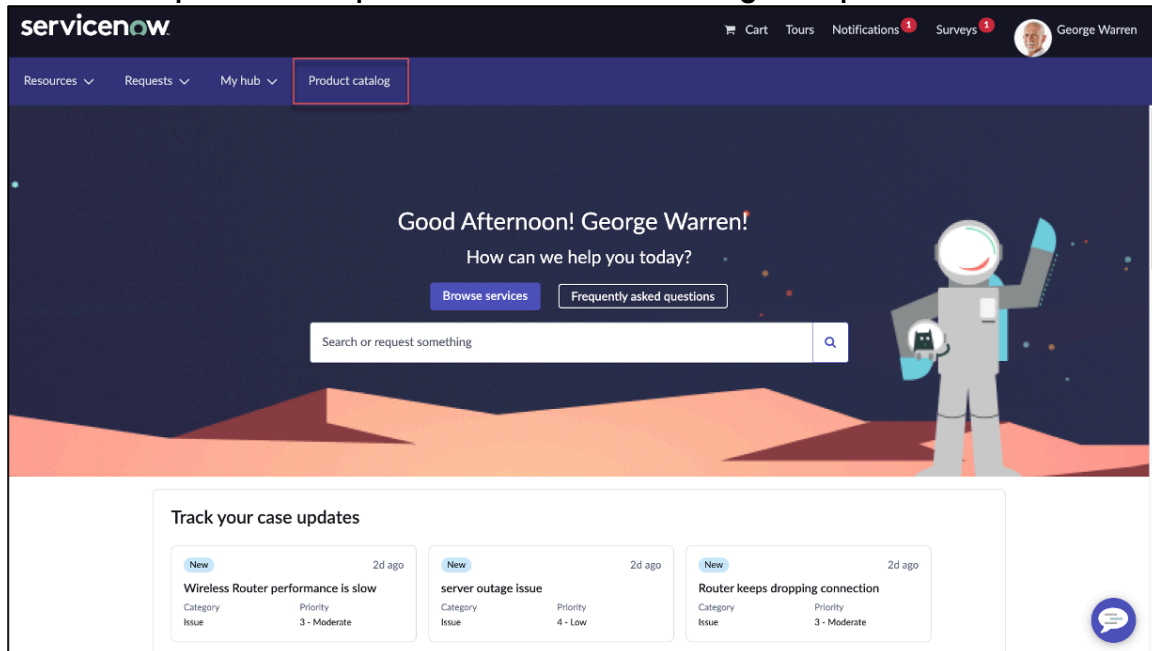 servicenow
Cart Tours Notifications 1 Surveys 1 George Warren
Resources Requests My hub Product catalog
Good Afternoon! George Warren!
How can we help you today?
Browse services Frequently asked questions
Search or request something
Track your case updates
New 2d ago New 2d ago New 2d ago
Wireless Router performance is slow server outage issue Router keeps dropping connection
Category Priority Category Priority Category Priority
Issue 3 - Moderate Issue 4 - Low Issue 3 - Moderate